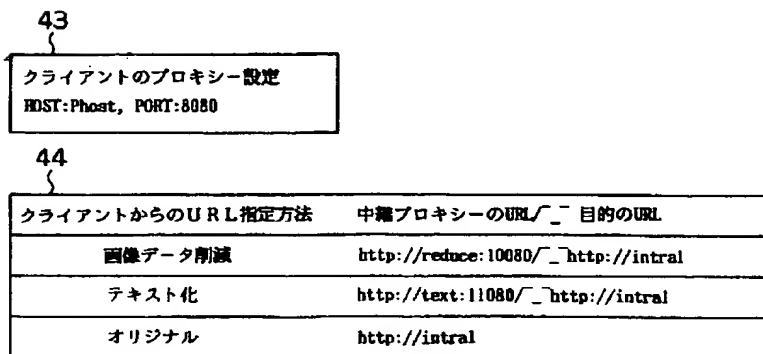 43
クライアントのプロキシー設定
HOST:Phost, PORT:8080
44
クライアントからのURL指定方法 中継プロキシーのURL/‾_‾ 目的のURL
画像データ削減 http://reduce:10080/‾_‾http://intra1
テキスト化 http://text:11080/‾_‾http://intra1
オリジナル http://intra1